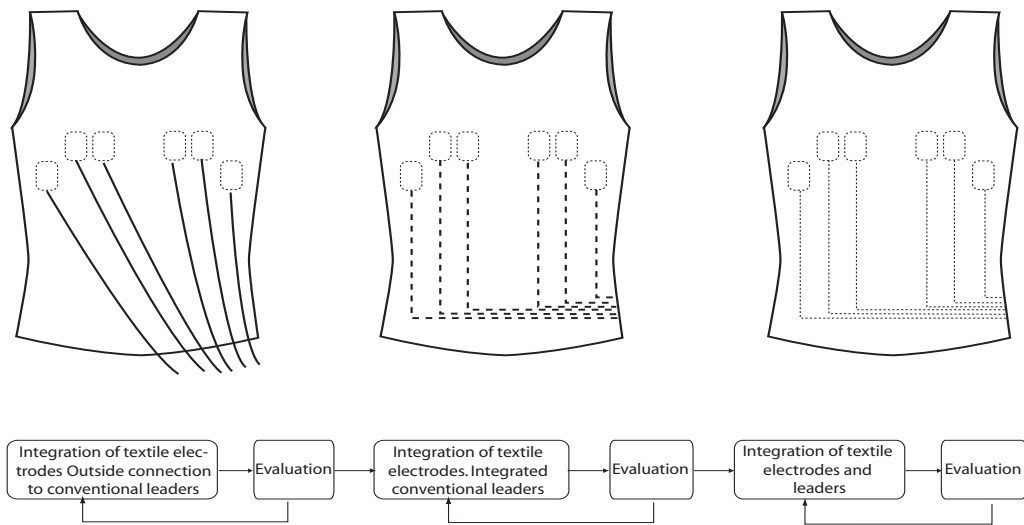 Integration of textile elec-
trodes Outside connection
to conventional leaders
Evaluation
Integration of textile
electrodes. Integrated
conventional leaders
Evaluation
Integration of textile
electrodes and
leaders
Evaluation